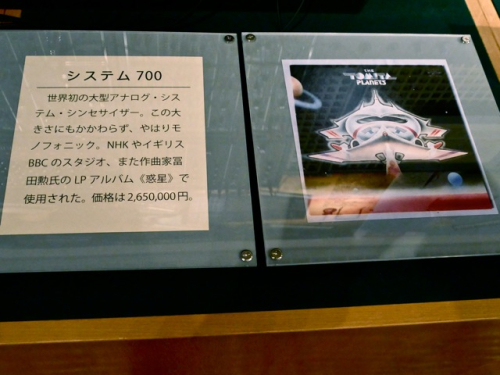 システム 700
世界初の大型アナログ・シス
テム・シンセサイザー。この大
きさにもかかわらず、やはりモ
ノフォニック。NHK やイギリス
BBC のスタジオ、また作曲家冨
田勲氏の LP アルバム《惑星》で
使用された。価格は 2,650,000 円。
THE
TOMITA
PLANETS